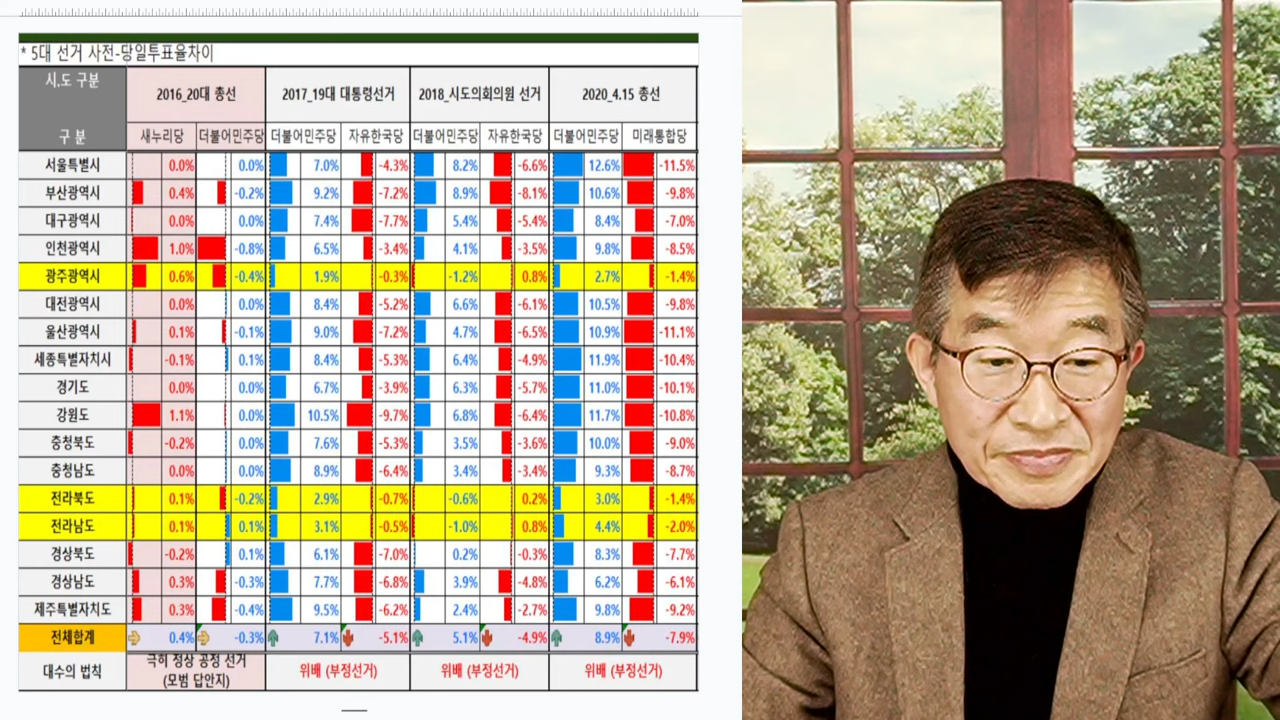 * 5대 선거 사전-당일투표율차이
시.도 구분 2016_20대 총선 2017_19대 대통령선거 2018_시도의회의원 선거 2020_4.15 총선
구 분 새누리당 더불어민주당 더불어민주당 자유한국당 더불어민주당 자유한국당 더불어민주당 미래통합당
서울특별시 0.0% 0.0% 7.0% -4.3% 8.2% -6.6% 12.6% -11.5%
부산광역시 0.4% -0.2% 9.2% -7.2% 8.9% -8.1% 10.6% -9.8%
대구광역시 0.0% 0.0% 7.4% -7.7% 5.4% -5.4% 8.4% -7.0%
인천광역시 1.0% -0.8% 6.5% -3.4% 4.1% -3.5% 9.8% -8.5%
광주광역시 0.6% -0.4% 1.9% -0.3% -1.2% 0.8% 2.7% -1.4%
대전광역시 0.0% 0.0% 8.4% -5.2% 6.6% -6.1% 10.5% -9.8%
울산광역시 0.1% -0.1% 9.0% -7.2% 4.7% -6.5% 10.9% -11.1%
세종특별자치시 -0.1% 0.1% 8.4% -5.3% 6.4% -4.9% 11.9% -10.4%
경기도 0.0% 0.0% 6.7% -3.9% 6.3% -5.7% 11.0% -10.1%
강원도 1.1% 0.0% 10.5% -9.7% 6.8% -6.4% 11.7% -10.8%
충청북도 -0.2% 0.0% 7.6% -5.3% 3.5% -3.6% 10.0% -9.0%
충청남도 0.0% 0.0% 8.9% -6.4% 3.4% -3.4% 9.3% -8.7%
전라북도 0.1% -0.2% 2.9% -0.7% -0.6% 0.2% 3.0% -1.4%
전라남도 0.1% 0.1% 3.1% -0.5% -1.0% 0.8% 4.4% -2.0%
경상북도 -0.2% 0.1% 6.1% -7.0% 0.2% -0.3% 8.3% -7.7%
경상남도 0.3% -0.3% 7.7% -6.8% 3.9% -4.8% 6.2% -6.1%
제주특별자치도 0.3% -0.4% 9.5% -6.2% 2.4% -2.7% 9.8% -9.2%
전체합계 0.4% -0.3% 7.1% -5.1% 5.1% -4.9% 8.9% -7.9%
대수의 법칙 극히 정상 공정 선거 위배 (부정선거) 위배 (부정선거) 위배 (부정선거)
(모범 답안지)